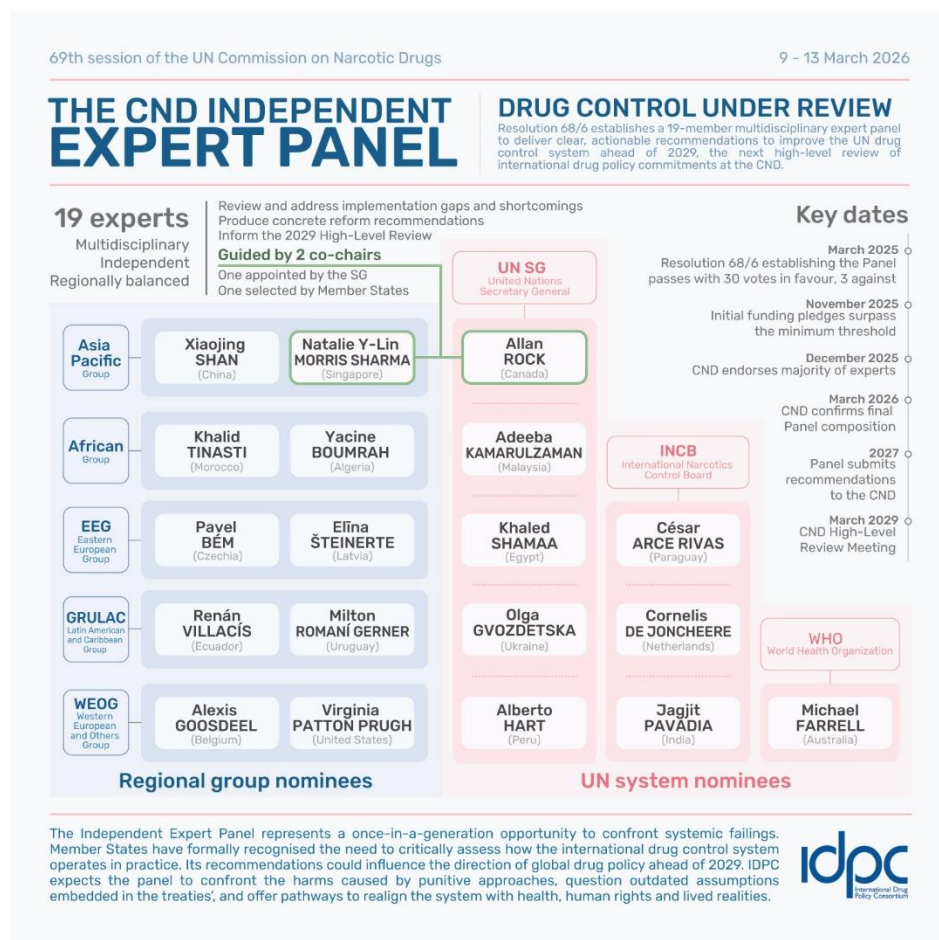 69th session of the UN Commission on Narcotic Drugs
9 - 13 March 2026
THE CND INDEPENDENT
EXPERT PANEL
DRUG CONTROL UNDER REVIEW
Resolution 68/6 establishes a 19-member multidisciplinary expert panel
to deliver clear, actionable recommendations to improve the UN drug
control system ahead of 2029, the next high-level review of
international drug policy commitments at the CND.
19 experts
Multidisciplinary
Independent
Regionally balanced
Review and address implementation gaps and shortcomings
Produce concrete reform recommendations
Inform the 2029 High-Level Review
Guided by 2 co-chairs
One appointed by the SG
One selected by Member States
Key dates
March 2025
Resolution 68/6 establishing the Panel
passes with 30 votes in favour, 3 against
November 2025
Initial funding pledges surpass
the minimum threshold
December 2025
CND endorses majority of experts
March 2026
CND confirms final
Panel composition
2027
Panel submits
recommendations
to the CND
March 2029
CND High-Level
Review Meeting
Asia
Pacific
Group
Xiaojing
SHAN
(China)
Natalie Y-Lin
MORRIS SHARMA
(Singapore)
African
Group
Khalid
TINASTI
(Morocco)
Yacine
BOUMRAH
(Algeria)
EEG
Eastern
European
Group
Pavel
BÉM
(Czechia)
Elīna
ŠTEINERTE
(Latvia)
GRULAC
Latin American
and Caribbean
Group
Renán
VILLACÍS
(Ecuador)
Milton
ROMANÍ GERNER
(Uruguay)
WEOG
Western
European
and Others
Group
Alexis
GOOSDEEL
(Belgium)
Virginia
PATTON PRUGH
(United States)
Regional group nominees
UN SG
United Nations
Secretary General
Allan
ROCK
(Canada)
Adeeba
KAMARULZAMAN
(Malaysia)
Khaled
SHAMAA
(Egypt)
Olga
GVOZDETSKA
(Ukraine)
Alberto
HART
(Peru)
INCB
International Narcotics
Control Board
César
ARCE RIVAS
(Paraguay)
Cornelis
DE JONCHEERE
(Netherlands)
Jagjit
PAVADIA
(India)
WHO
World Health Organization
Michael
FARRELL
(Australia)
UN system nominees
The Independent Expert Panel represents a once-in-a-generation opportunity to confront systemic failings.
Member States have formally recognised the need to critically assess how the international drug control system
operates in practice. Its recommendations could influence the direction of global drug policy ahead of 2029. IDPC
expects the panel to confront the harms caused by punitive approaches, question outdated assumptions
embedded in the treaties', and offer pathways to realign the system with health, human rights and lived realities.
idpc
International Drug
Policy Consortium